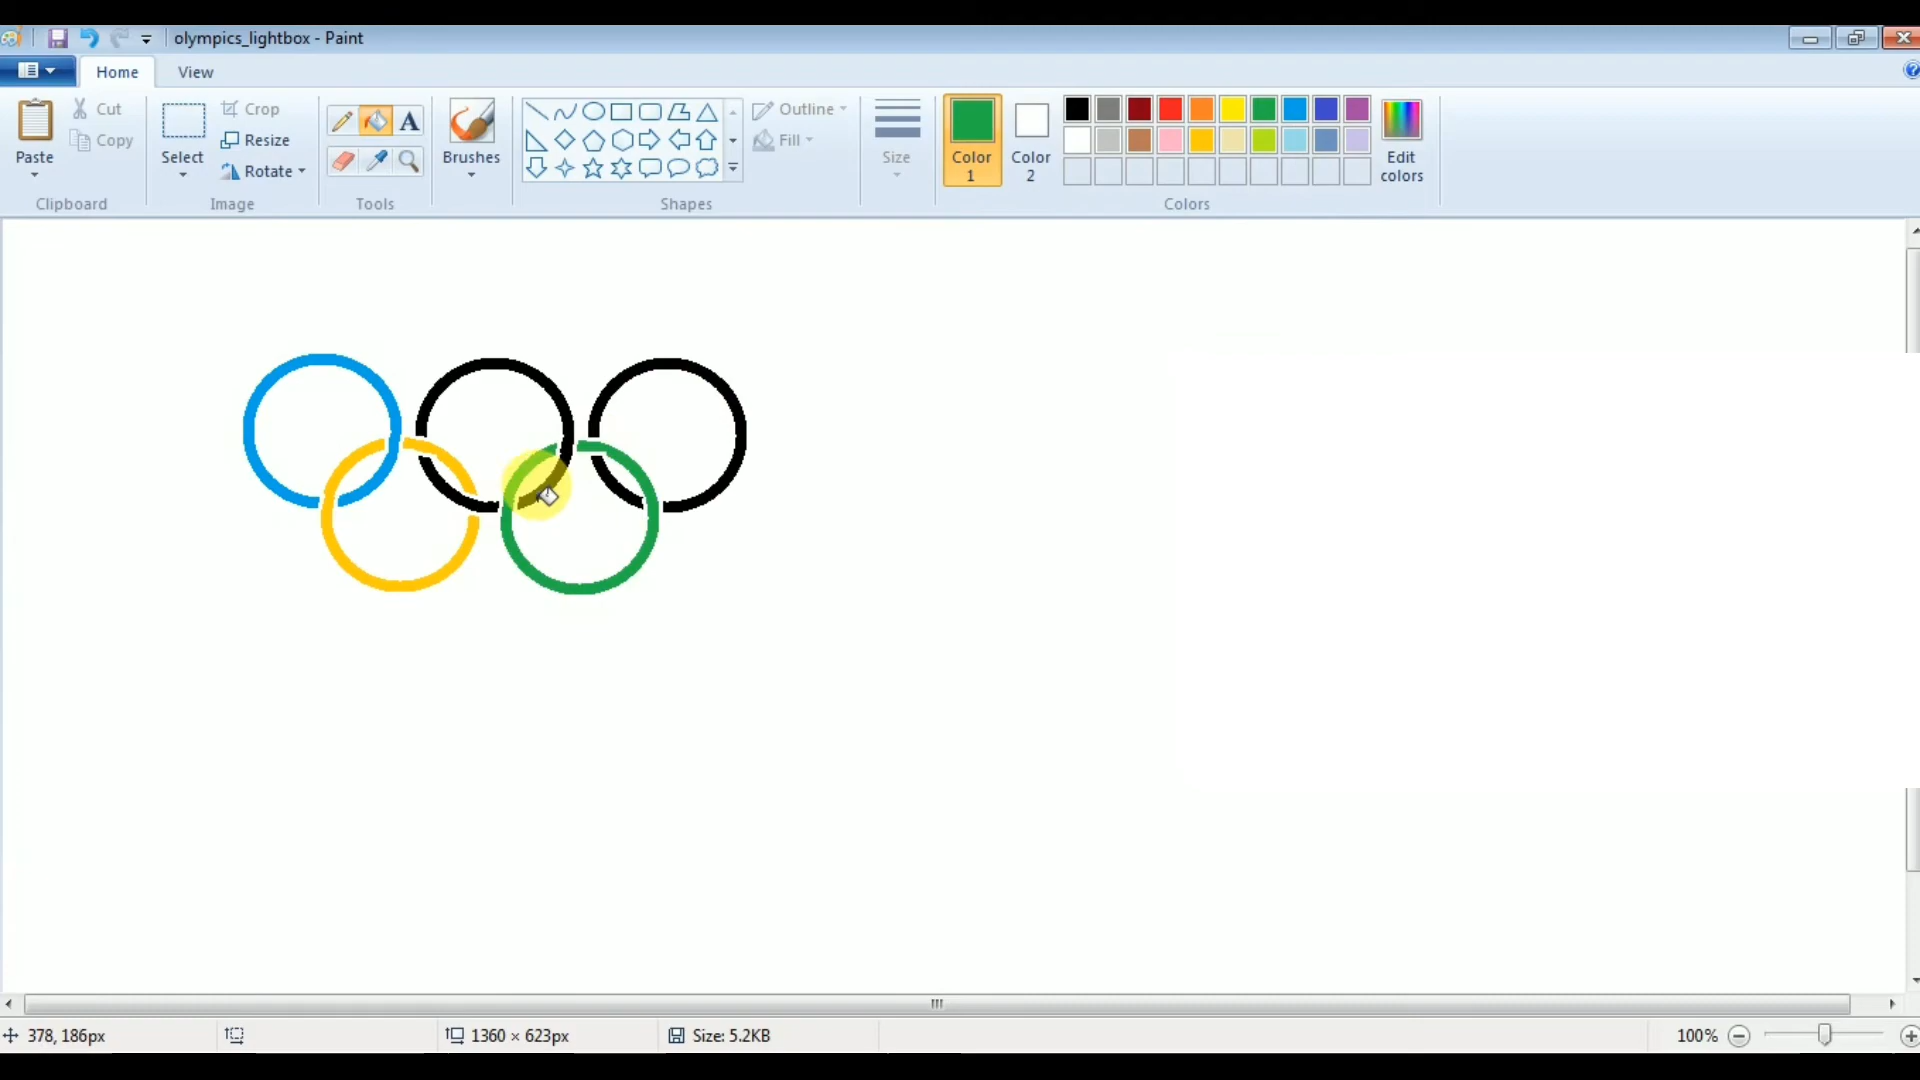 olympics_lightbox - Paint
Home View
Paste
Cut
Copy
Clipboard
Select
Crop
Resize
Rotate
Image
A
Tools
Brushes
Outline
Fill
Shapes
Size
Color
1
Color
2
Edit
colors
Colors
378, 186px
1360 × 623px
Size: 5.2KB
100%